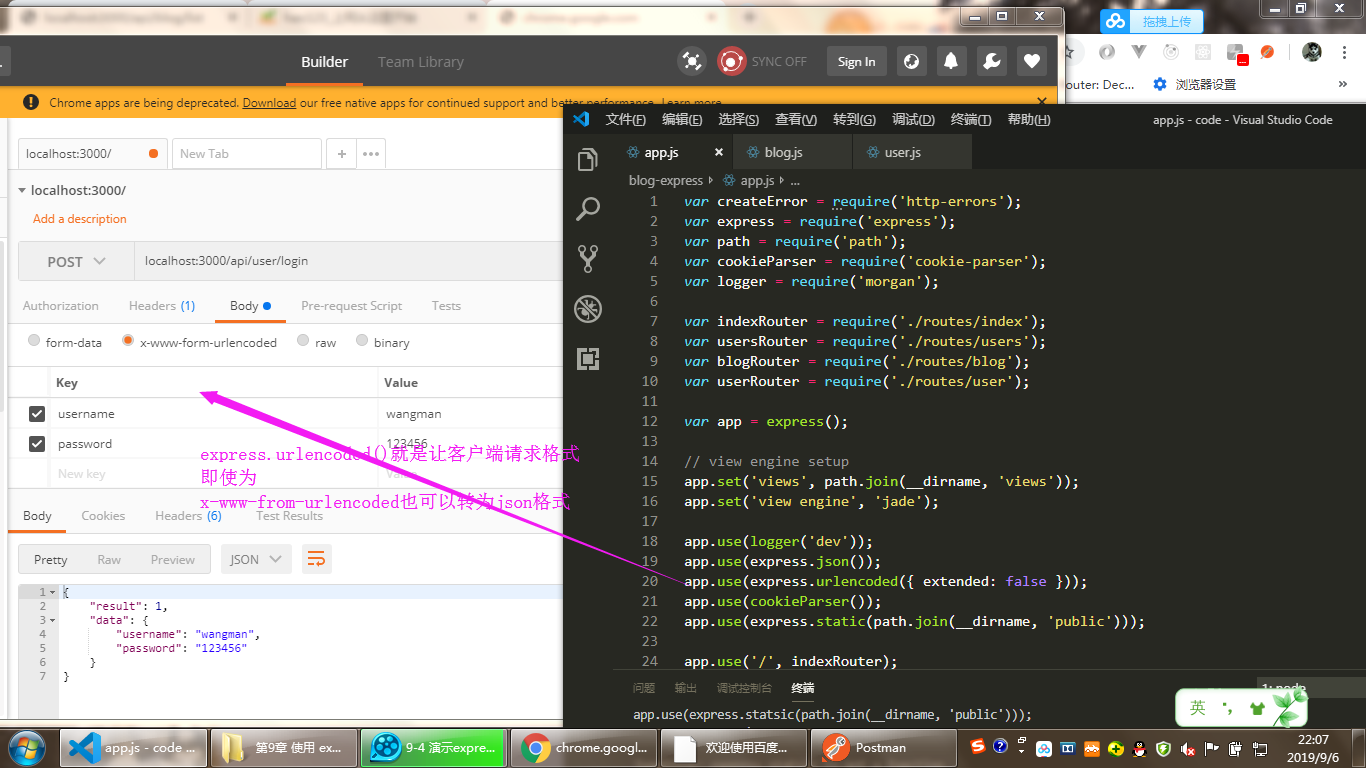 拖拽上传
Builder
Team Library
SYNC OFF
Sign In
Chrome apps are being deprecated. Download our free native apps for continued support and better performance. Learn more
outer: Dec...
浏览器设置
»
localhost:3000/
New Tab
+
•••
localhost:3000/
Add a description
POST
localhost:3000/api/user/login
Authorization
Headers (1)
Body
Pre-request Script
Tests
form-data
x-www-form-urlencoded
raw
binary
Key
Value
username
wangman
password
123456
New key
express.urlencoded()就是让客户端请求格式
即使为
x-www-from-urlencoded也可以转为json格式
Body
Cookies
Headers (6)
Test Results
Pretty
Raw
Preview
JSON
1 {
2 "result": 1,
3 "data": {
4 "username": "wangman",
5 "password": "123456"
6 }
7 }
文件(F) 编辑(E) 选择(S) 查看(V) 转到(G) 调试(D) 终端(T) 帮助(H)
app.js - code - Visual Studio Code
app.js
blog.js
user.js
blog-express
app.js
...
1 var createError = require('http-errors');
2 var express = require('express');
3 var path = require('path');
4 var cookieParser = require('cookie-parser');
5 var logger = require('morgan');
6
7 var indexRouter = require('./routes/index');
8 var usersRouter = require('./routes/users');
9 var blogRouter = require('./routes/blog');
10 var userRouter = require('./routes/user');
11
12 var app = express();
13
14 // view engine setup
15 app.set('views', path.join(__dirname, 'views'));
16 app.set('view engine', 'jade');
17
18 app.use(logger('dev'));
19 app.use(express.json());
20 app.use(express.urlencoded({ extended: false }));
21 app.use(cookieParser());
22 app.use(express.static(path.join(__dirname, 'public')));
23
24 app.use('/', indexRouter);
问题 输出 调试控制台 终端
1: node
app.use(express.statsic(path.join(__dirname, 'public')));
英
app.js - code ...
第9章 使用 ex...
9-4 演示expre...
chrome.googl...
欢迎使用百度...
Postman
22:07
2019/9/6